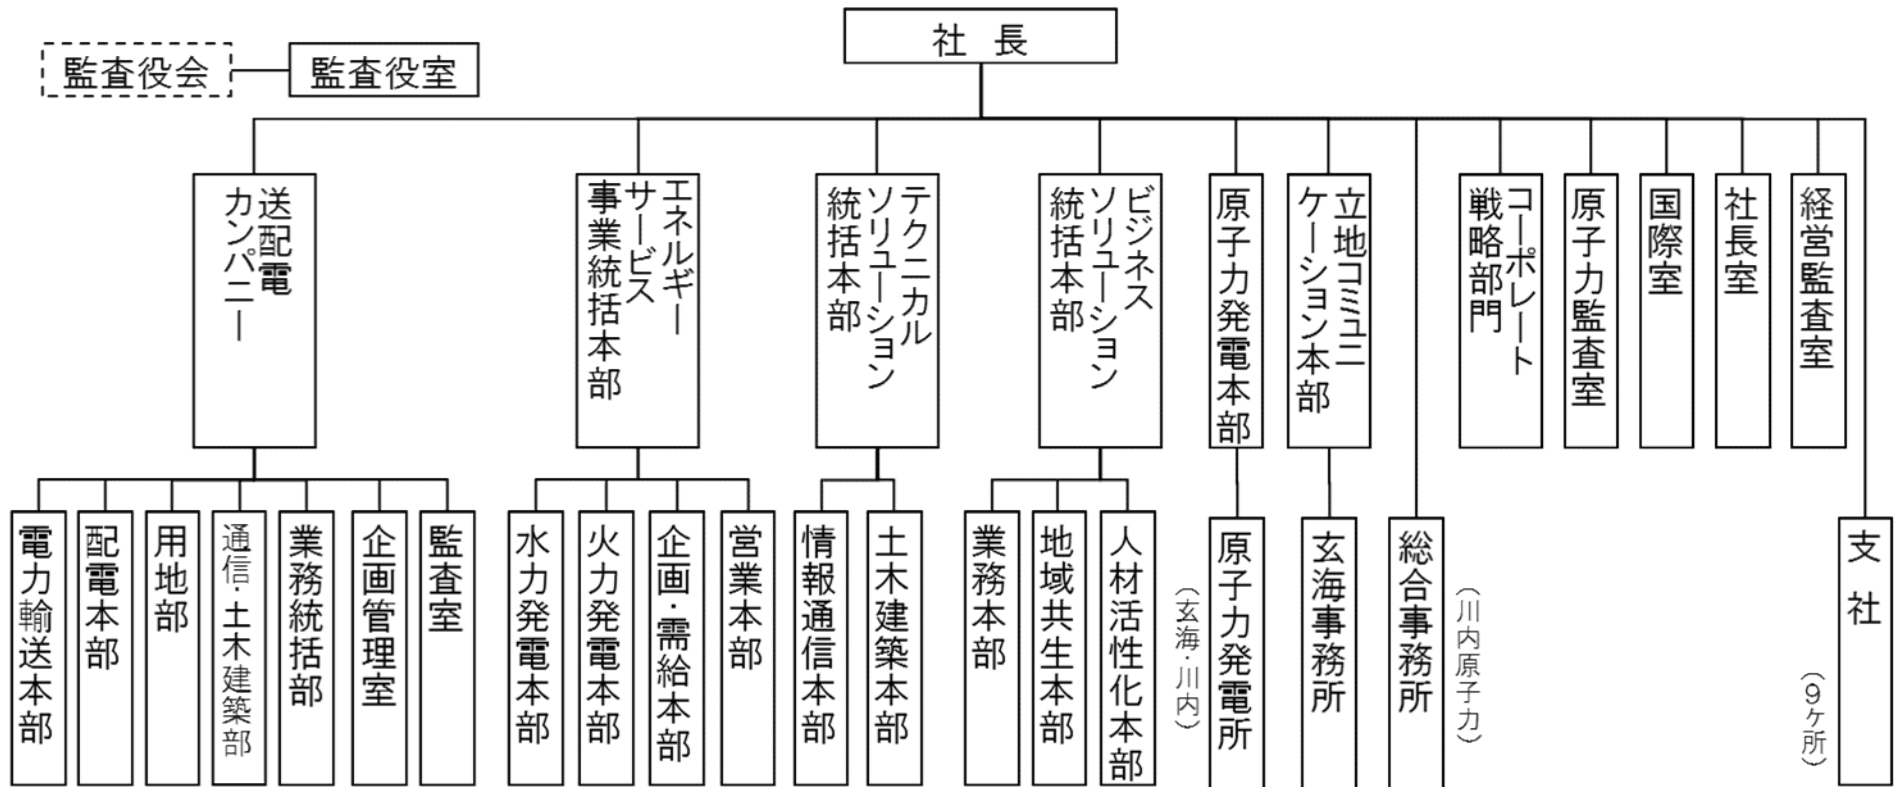 社長
監査役会
監査役室
経営監査室
社長室
国際室
原子力監査室
コーポレート
戦略部門
立地コミュニ
ケーション本部
原子力発電本部
ビジネス
ソリューション
統括本部
テクニカル
ソリューション
統括本部
エネルギー
サービス
事業統括本部
送配電
カンパニー
支社
(9ヶ所)
総合事務所
(川内原子力)
玄海事務所
原子力発電所
(玄海・川内)
人材活性化本部
地域共生本部
業務本部
土木建築本部
情報通信本部
営業本部
企画・需給本部
火力発電本部
水力発電本部
監査室
企画管理室
業務統括部
通信・土木建築部
用地部
配電本部
電力輸送本部